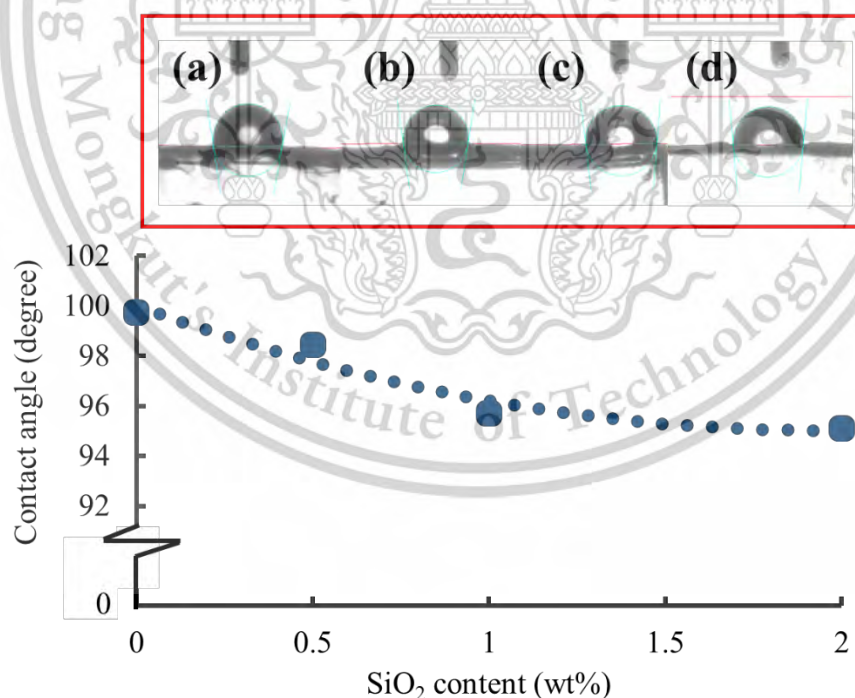 (a) (b) (c) (d)
102
100
98
96
94
92
0
0 0.5 1 1.5 2
Contact angle (degree)
SiO₂ content (wt%)
Mongkut's Institute of Technology